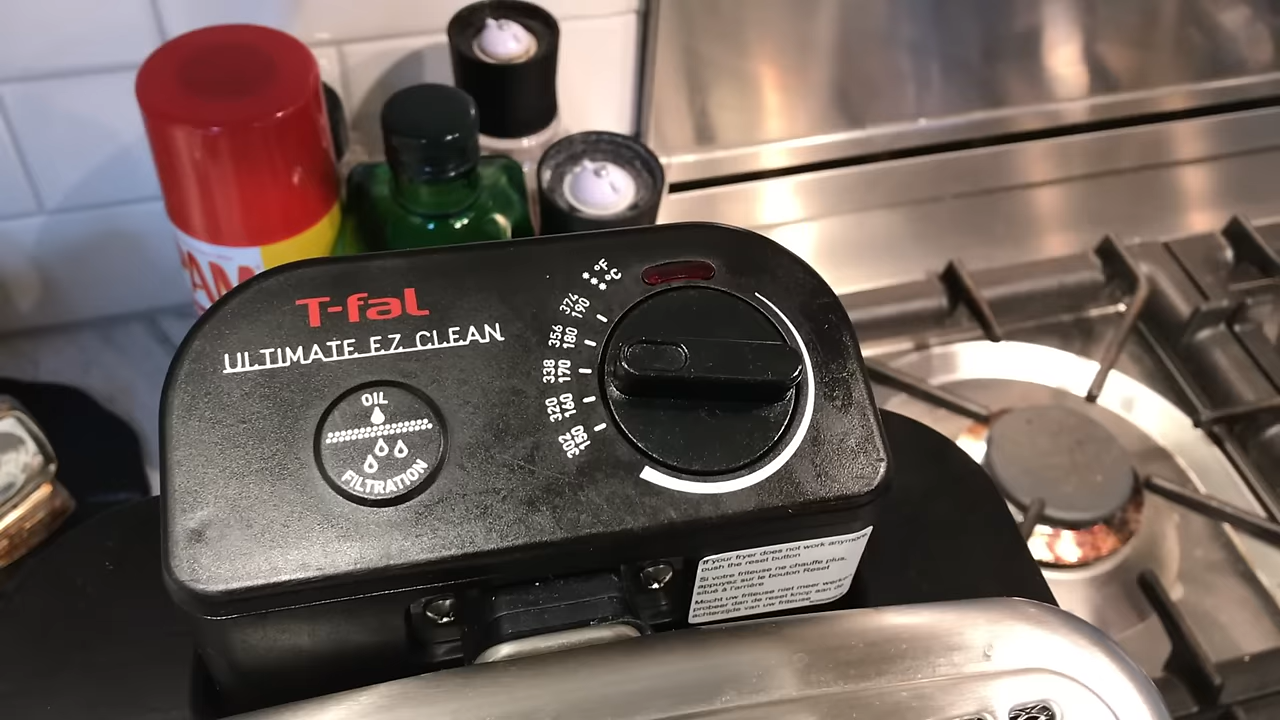 AM
T-fal
ULTIMATE EZ CLEAN
OIL
FILTRATION
°F
°C
374
190
356
180
338
170
320
160
302
150
If your fryer does not work anymore
push the reset button
Si votre friteuse ne chauffe plus,
appuyez sur le bouton Reset
situé à l'arrière
Mocht uw friteuse niet meer werken
probeer dan de reset knop aan de
achterzijde van uw friteuse